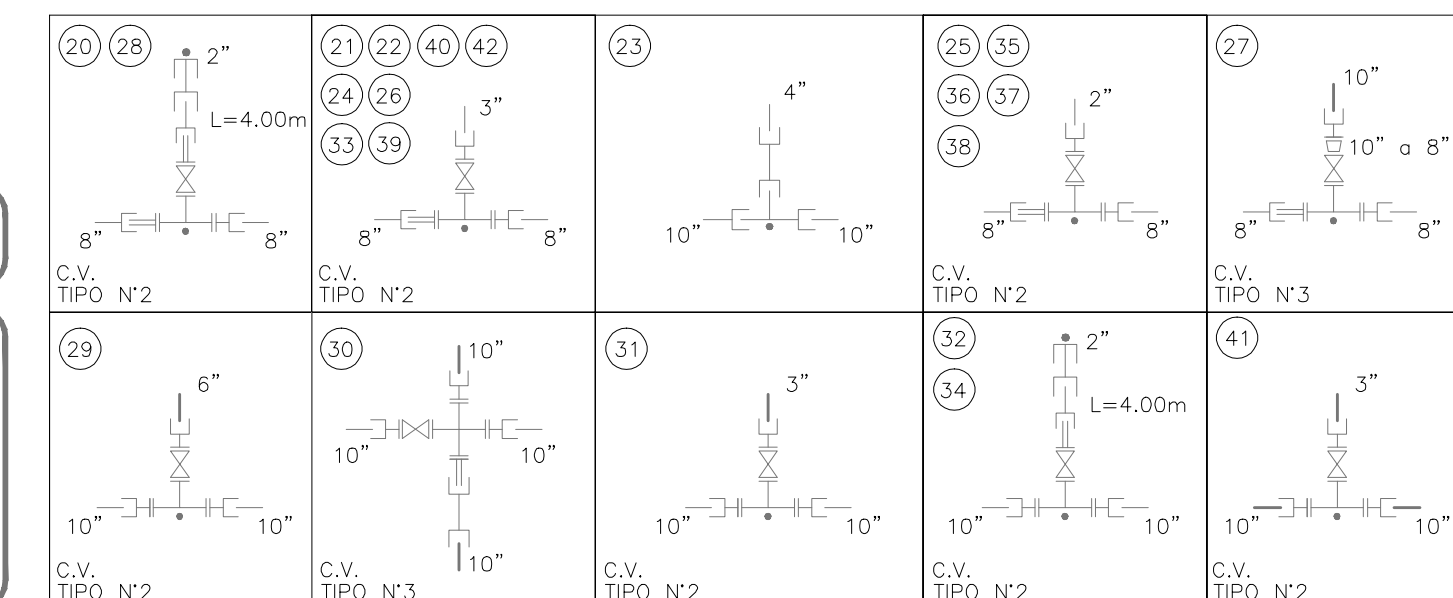 20 28
2”
L=4.00m
8” 8”
C.V.
TIPO N°2
21 22 40 42
24 26
33 39
3”
8” 8”
C.V.
TIPO N°2
23
4”
10” 10”
25 35
36 37
38
2”
8” 8”
C.V.
TIPO N°2
27
10”
10” a 8”
8” 8”
C.V.
TIPO N°3
29
6”
10” 10”
C.V.
TIPO N°2
30
10”
10” 10”
10”
C.V.
TIPO N°3
31
3”
10” 10”
C.V.
TIPO N°2
32
34
2”
L=4.00m
10” 10”
C.V.
TIPO N°2
41
3”
10” 10”
C.V.
TIPO N°2